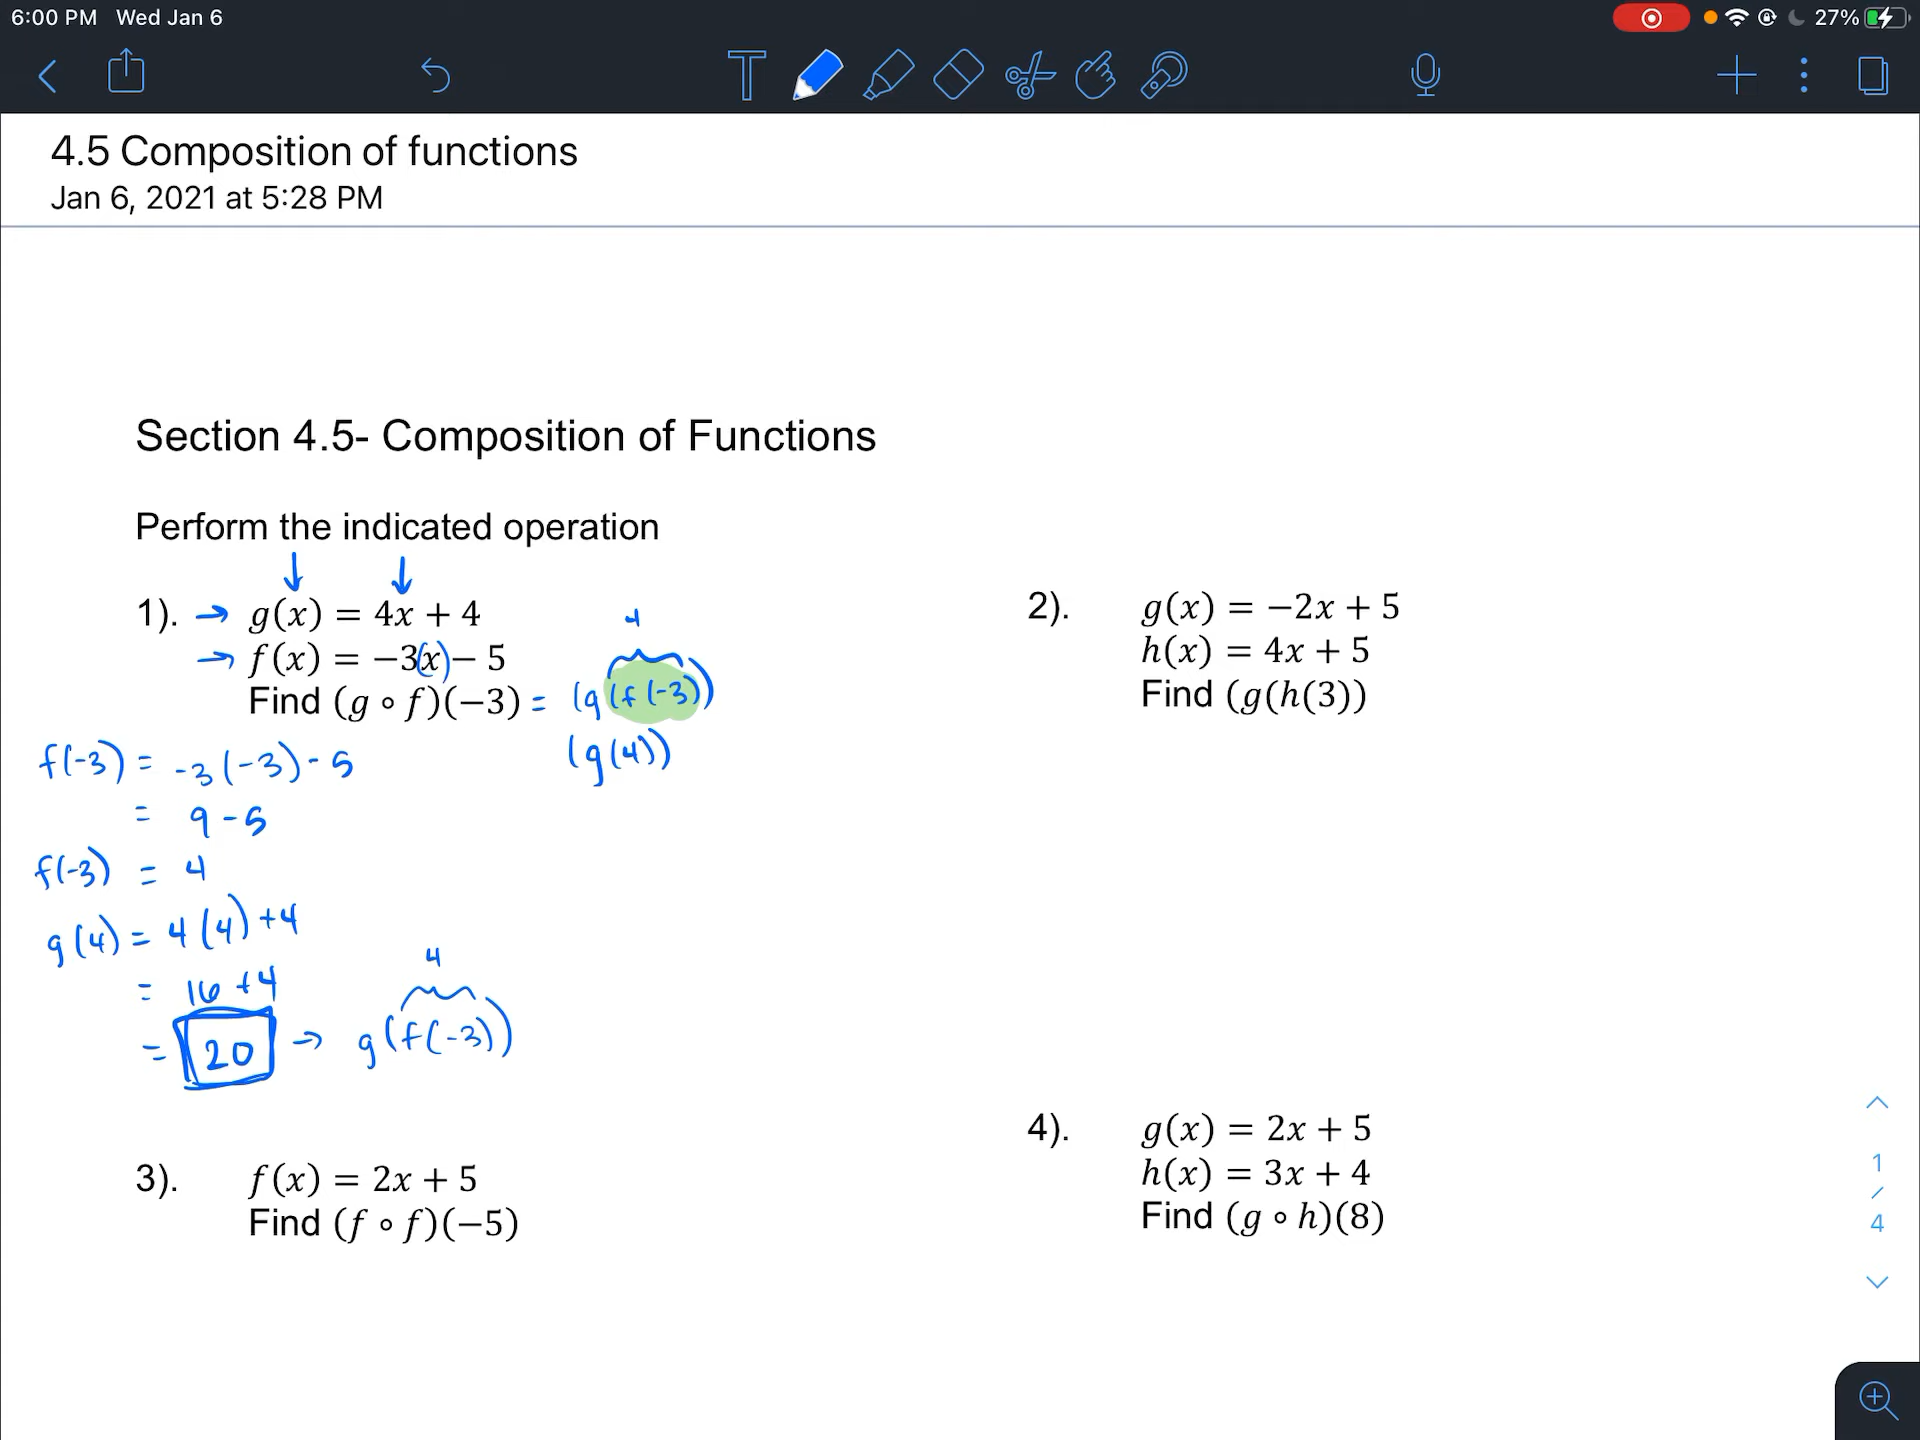 6:00 PM Wed Jan 6
27%
T
4.5 Composition of functions
Jan 6, 2021 at 5:28 PM
Section 4.5- Composition of Functions
Perform the indicated operation
↓ ↓
1). → g(x) = 4x + 4
→ f(x) = −3(x) − 5
4
Find (g ∘ f)(−3) = (g(f(-3))
(g(4))
f(-3) = -3(-3) - 5
= 9 - 5
f(-3) = 4
g(4) = 4(4) + 4
= 16 + 4
4
= 20 → g(f(-3))
2). g(x) = −2x + 5
h(x) = 4x + 5
Find (g(h(3))
3). f(x) = 2x + 5
Find (f ∘ f)(−5)
4). g(x) = 2x + 5
h(x) = 3x + 4
Find (g ∘ h)(8)
1
/
4